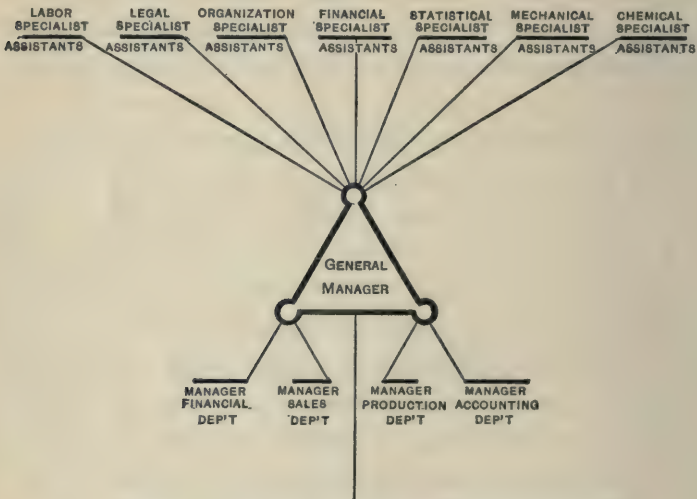 LABOR
SPECIALIST
ASSISTANTS
LEGAL
SPECIALIST
ASSISTANTS
ORGANIZATION
SPECIALIST
ASSISTANTS
FINANCIAL
SPECIALIST
ASSISTANTS
STATISTICAL
SPECIALIST
ASSISTANTS
MECHANICAL
SPECIALIST
ASSISTANTS
CHEMICAL
SPECIALIST
ASSISTANTS
GENERAL
MANAGER
MANAGER
FINANCIAL
DEP'T
MANAGER
SALES
DEP'T
MANAGER
PRODUCTION
DEP'T
MANAGER
ACCOUNTING
DEP'T